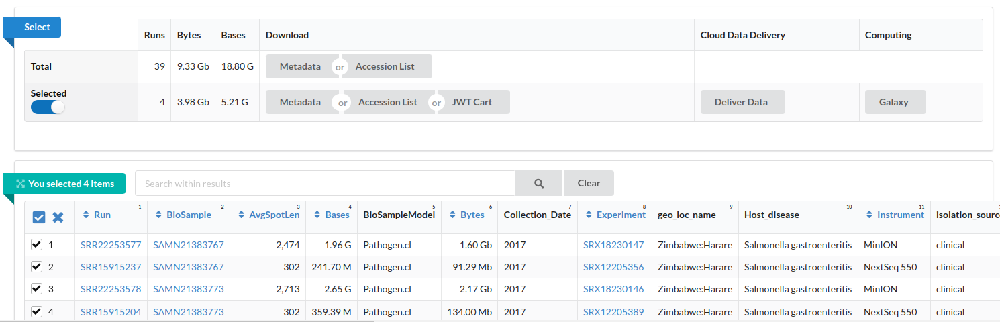 Select
Runs Bytes Bases Download Cloud Data Delivery Computing
Total 39 9.33 Gb 18.80 G Metadata or Accession List
Selected 4 3.98 Gb 5.21 G Metadata or Accession List or JWT Cart Deliver Data Galaxy
You selected 4 Items Search within results Clear
Run 1 BioSample 2 AvgSpotLen 3 Bases 4 BioSampleModel 5 Bytes 6 Collection_Date 7 Experiment 8 geo_loc_name 9 Host_disease 10 Instrument 11 isolation_source
1 SRR22253577 SAMN21383767 2,474 1.96 G Pathogen.cl 1.60 Gb 2017 SRX18230147 Zimbabwe:Harare Salmonella gastroenteritis MinION clinical
2 SRR15915237 SAMN21383767 302 241.70 M Pathogen.cl 91.29 Mb 2017 SRX12205356 Zimbabwe:Harare Salmonella gastroenteritis NextSeq 550 clinical
3 SRR22253578 SAMN21383773 2,713 2.65 G Pathogen.cl 2.17 Gb 2017 SRX18230146 Zimbabwe:Harare Salmonella gastroenteritis MinION clinical
4 SRR15915204 SAMN21383773 302 359.39 M Pathogen.cl 134.00 Mb 2017 SRX12205389 Zimbabwe:Harare Salmonella gastroenteritis NextSeq 550 clinical